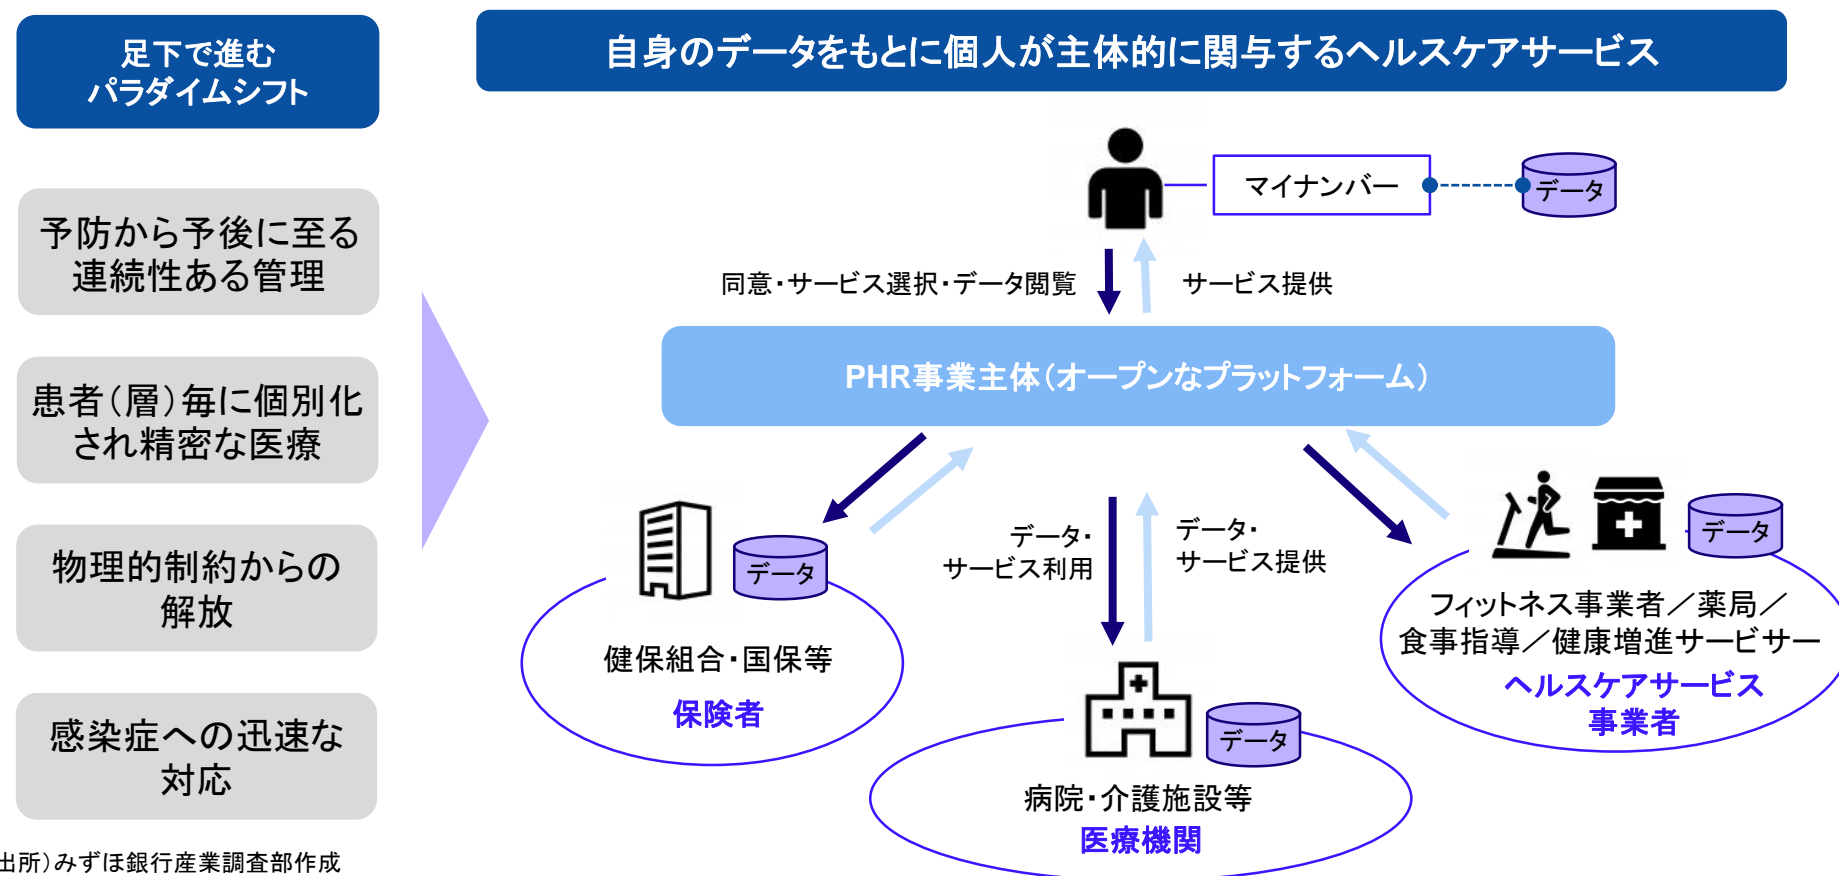 足下で進む
パラダイムシフト
予防から予後に至る
連続性ある管理
患者（層）毎に個別化
され精密な医療
物理的制約からの
解放
感染症への迅速な
対応
自身のデータをもとに個人が主体的に関与するヘルスケアサービス
マイナンバー
データ
同意・サービス選択・データ閲覧
サービス提供
PHR事業主体（オープンなプラットフォーム）
データ・
サービス利用
データ・
サービス提供
データ
健保組合・国保等
保険者
データ
病院・介護施設等
医療機関
データ
フィットネス事業者／薬局／
食事指導／健康増進サービサー
ヘルスケアサービス
事業者
出所）みずほ銀行産業調査部作成